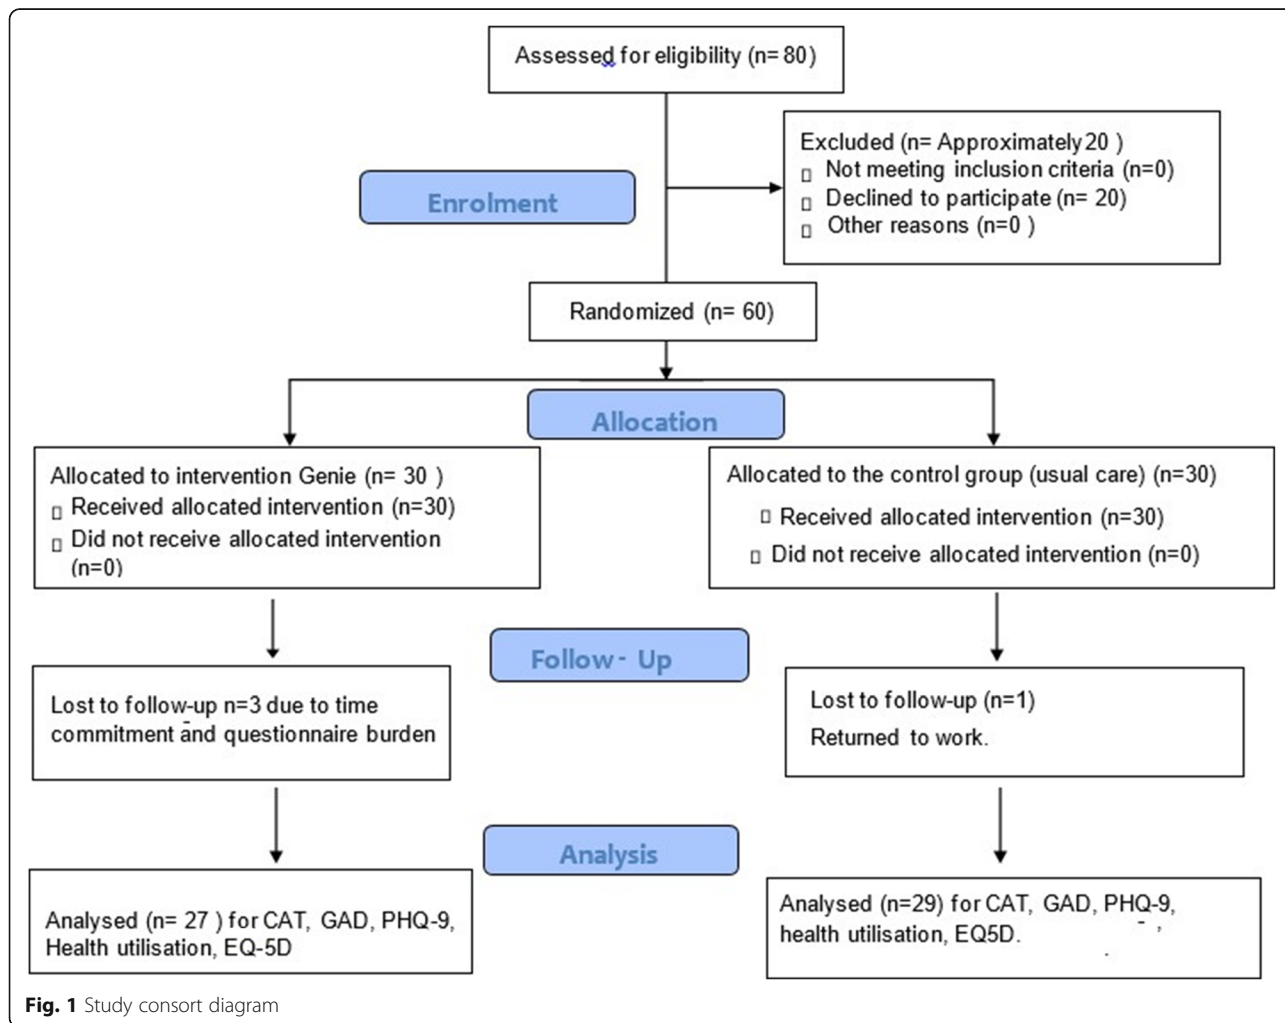 Assessed for eligibility (n= 80)
Excluded (n= Approximately 20 )
▯ Not meeting inclusion criteria (n=0)
▯ Declined to participate (n= 20)
▯ Other reasons (n=0 )
Enrolment
Randomized (n= 60)
Allocation
Allocated to intervention Genie (n= 30 )
▯ Received allocated intervention (n=30)
▯ Did not receive allocated intervention
(n=0)
Allocated to the control group (usual care) (n=30)
▯ Received allocated intervention (n=30)
▯ Did not receive allocated intervention (n=0)
Follow- Up
Lost to follow-up n=3 due to time
commitment and questionnaire burden
Lost to follow-up (n=1)
Returned to work.
Analysis
Analysed (n= 27 ) for CAT, GAD, PHQ-9,
Health utilisation, EQ-5D
Analysed (n=29) for CAT, GAD, PHQ-9,
health utilisation, EQ5D.
Fig. 1 Study consort diagram